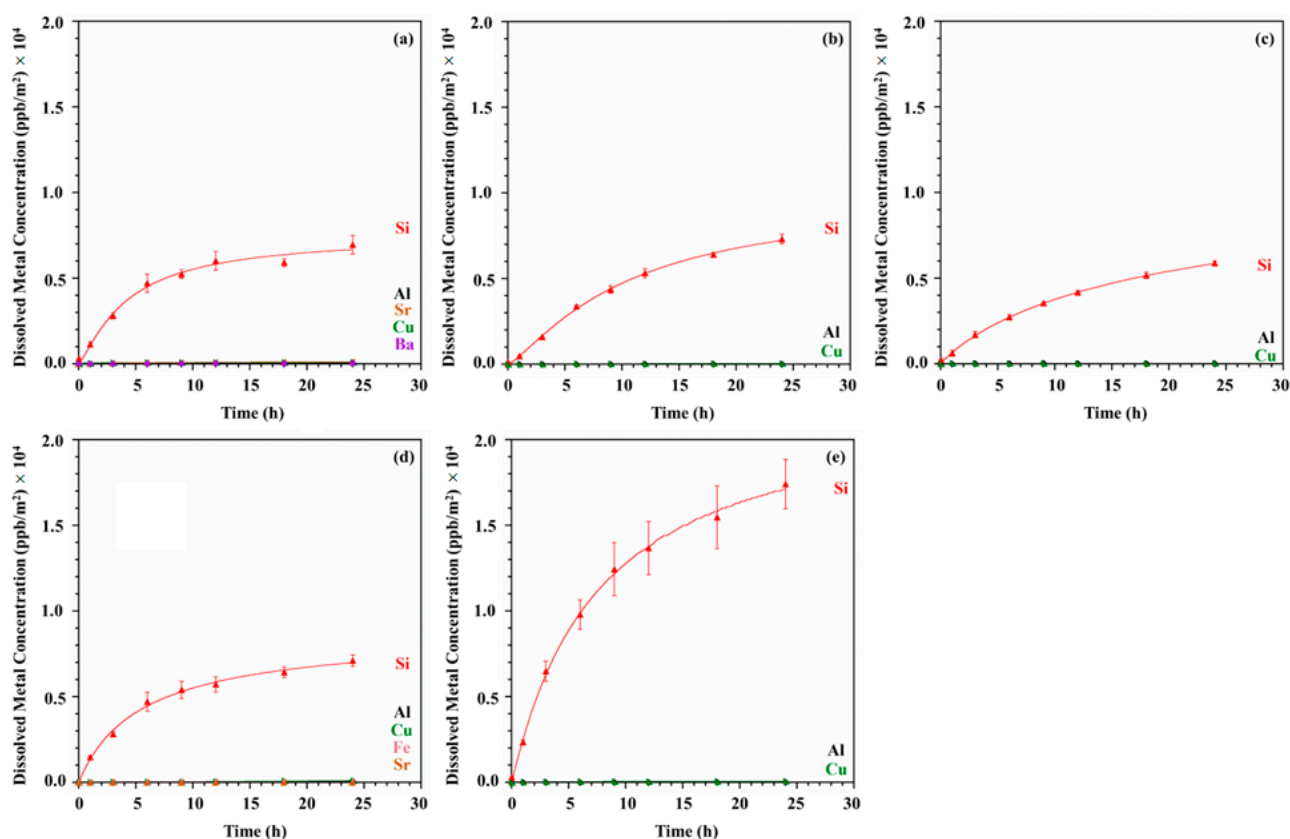 Dissolved Metal Concentration (ppb/m²) × 10⁴
2.0
1.5
1.0
0.5
0.0
0 5 10 15 20 25 30
Time (h)
(a)
Si
Al
Sr
Cu
Ba
Dissolved Metal Concentration (ppb/m²) × 10⁴
2.0
1.5
1.0
0.5
0.0
0 5 10 15 20 25 30
Time (h)
(b)
Si
Al
Cu
Dissolved Metal Concentration (ppb/m²) × 10⁴
2.0
1.5
1.0
0.5
0.0
0 5 10 15 20 25 30
Time (h)
(c)
Si
Al
Cu
Dissolved Metal Concentration (ppb/m²) × 10⁴
2.0
1.5
1.0
0.5
0.0
0 5 10 15 20 25 30
Time (h)
(d)
Si
Al
Cu
Fe
Sr
Dissolved Metal Concentration (ppb/m²) × 10⁴
2.0
1.5
1.0
0.5
0.0
0 5 10 15 20 25 30
Time (h)
(e)
Si
Al
Cu